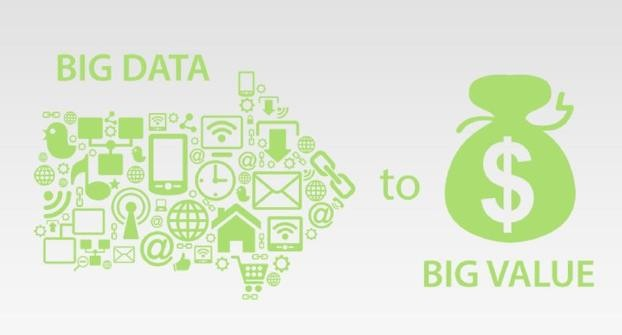 BIG DATA
to
$
BIG VALUE